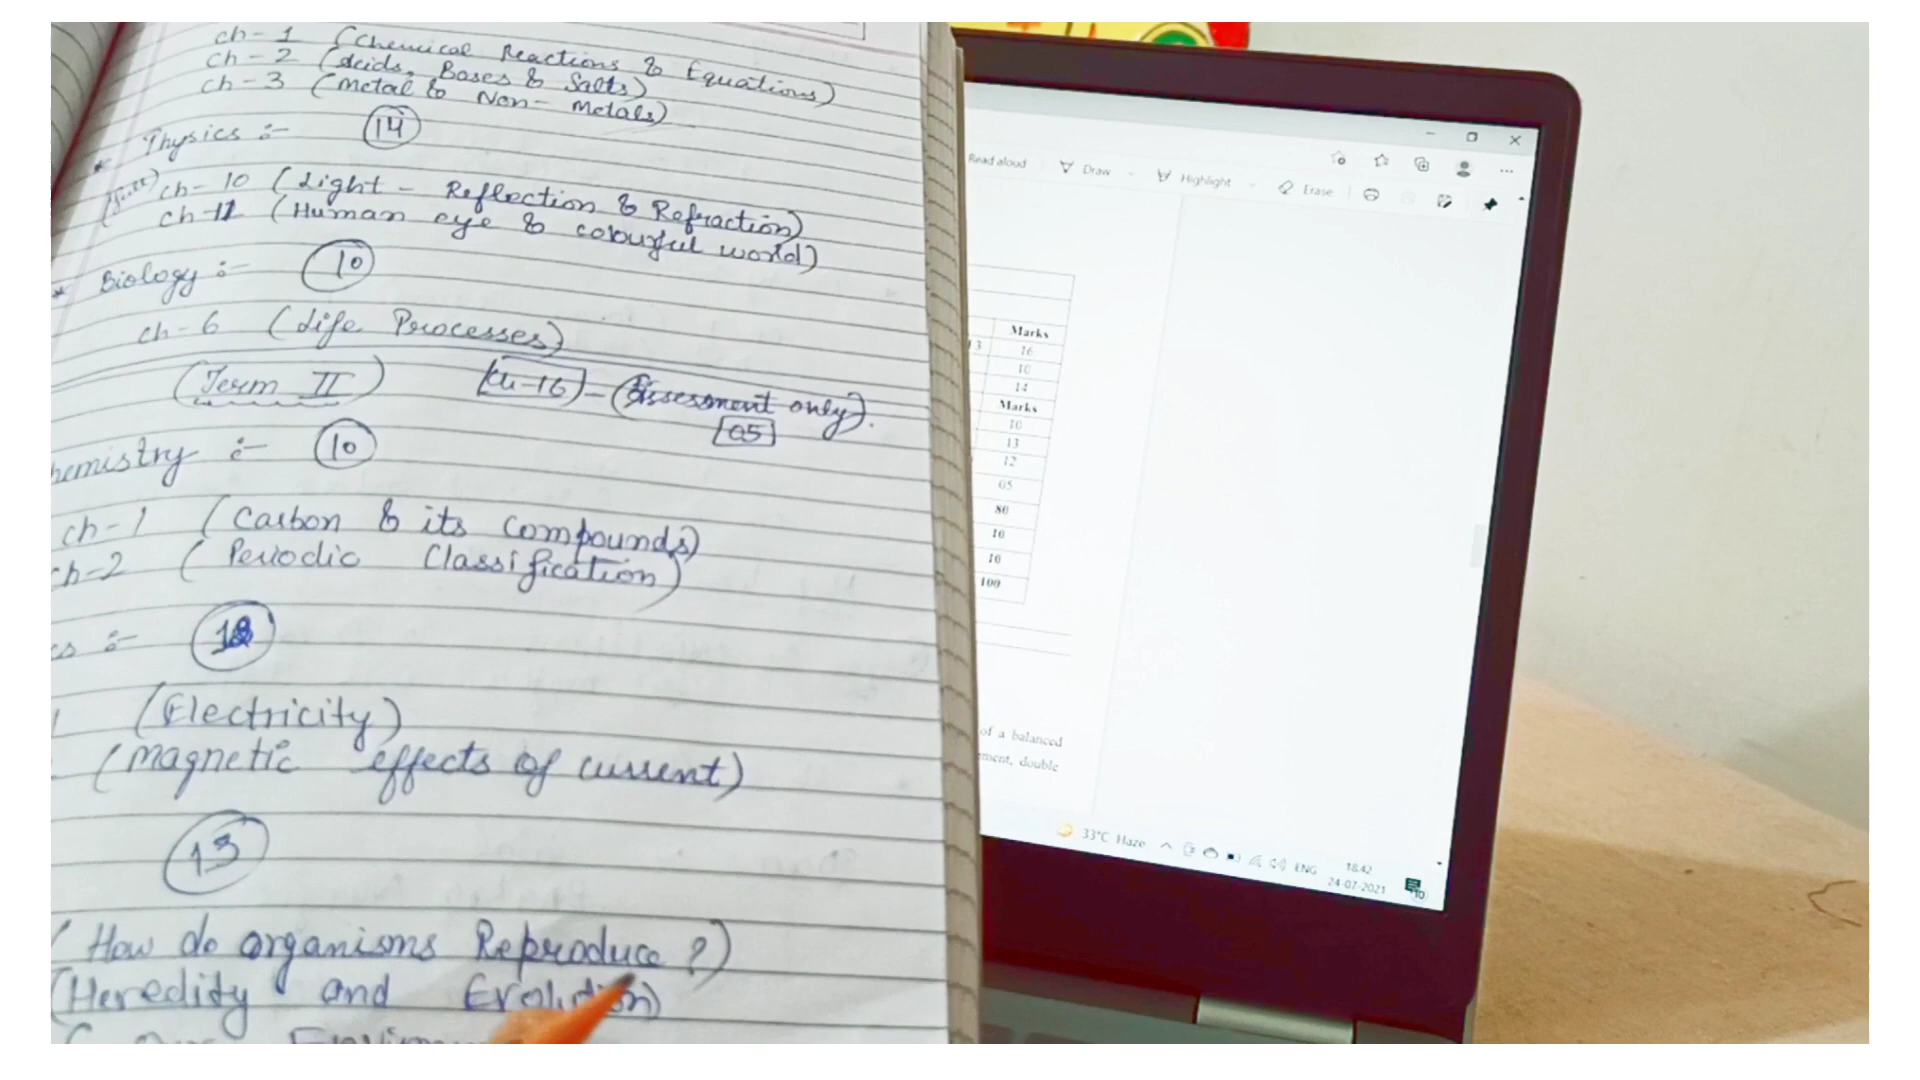 ch-1 (Chemical Reactions & Equations)
ch-2 (Acids, Bases & Salts)
ch-3 (Metal & Non-Metals)
* Physics :- 14
ch-10 (Light - Reflection & Refraction)
ch-11 (Human eye & colourful world)
* Biology :- 10
ch-6 (Life Processes)
(Term II) Ch-16 - (Assessment only).
05
hemistry :- 10
ch-1 (Carbon & its compounds)
ch-2 (Periodic Classification)
cs :- 12
(Electricity)
(magnetic effects of current)
13
(How do organisms Reproduce ?)
(Heredity and Evolution)
Read aloud Draw Highlight Erase
Marks
13 16
10
14
Marks
10
13
12
05
80
10
10
100
of a balanced
ment, double
33°C Haze ENG 18:42
24-07-2021